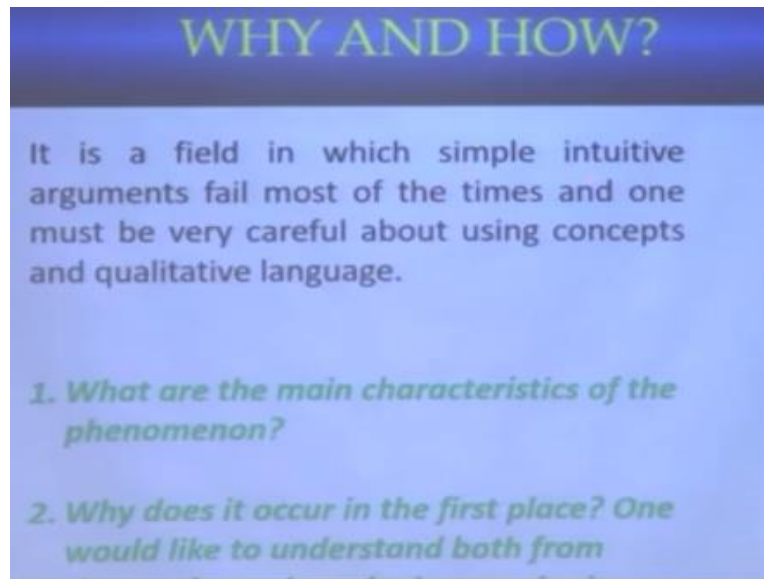 WHY AND HOW?
It is a field in which simple intuitive
arguments fail most of the times and one
must be very careful about using concepts
and qualitative language.
1. What are the main characteristics of the
phenomenon?
2. Why does it occur in the first place? One
would like to understand both from